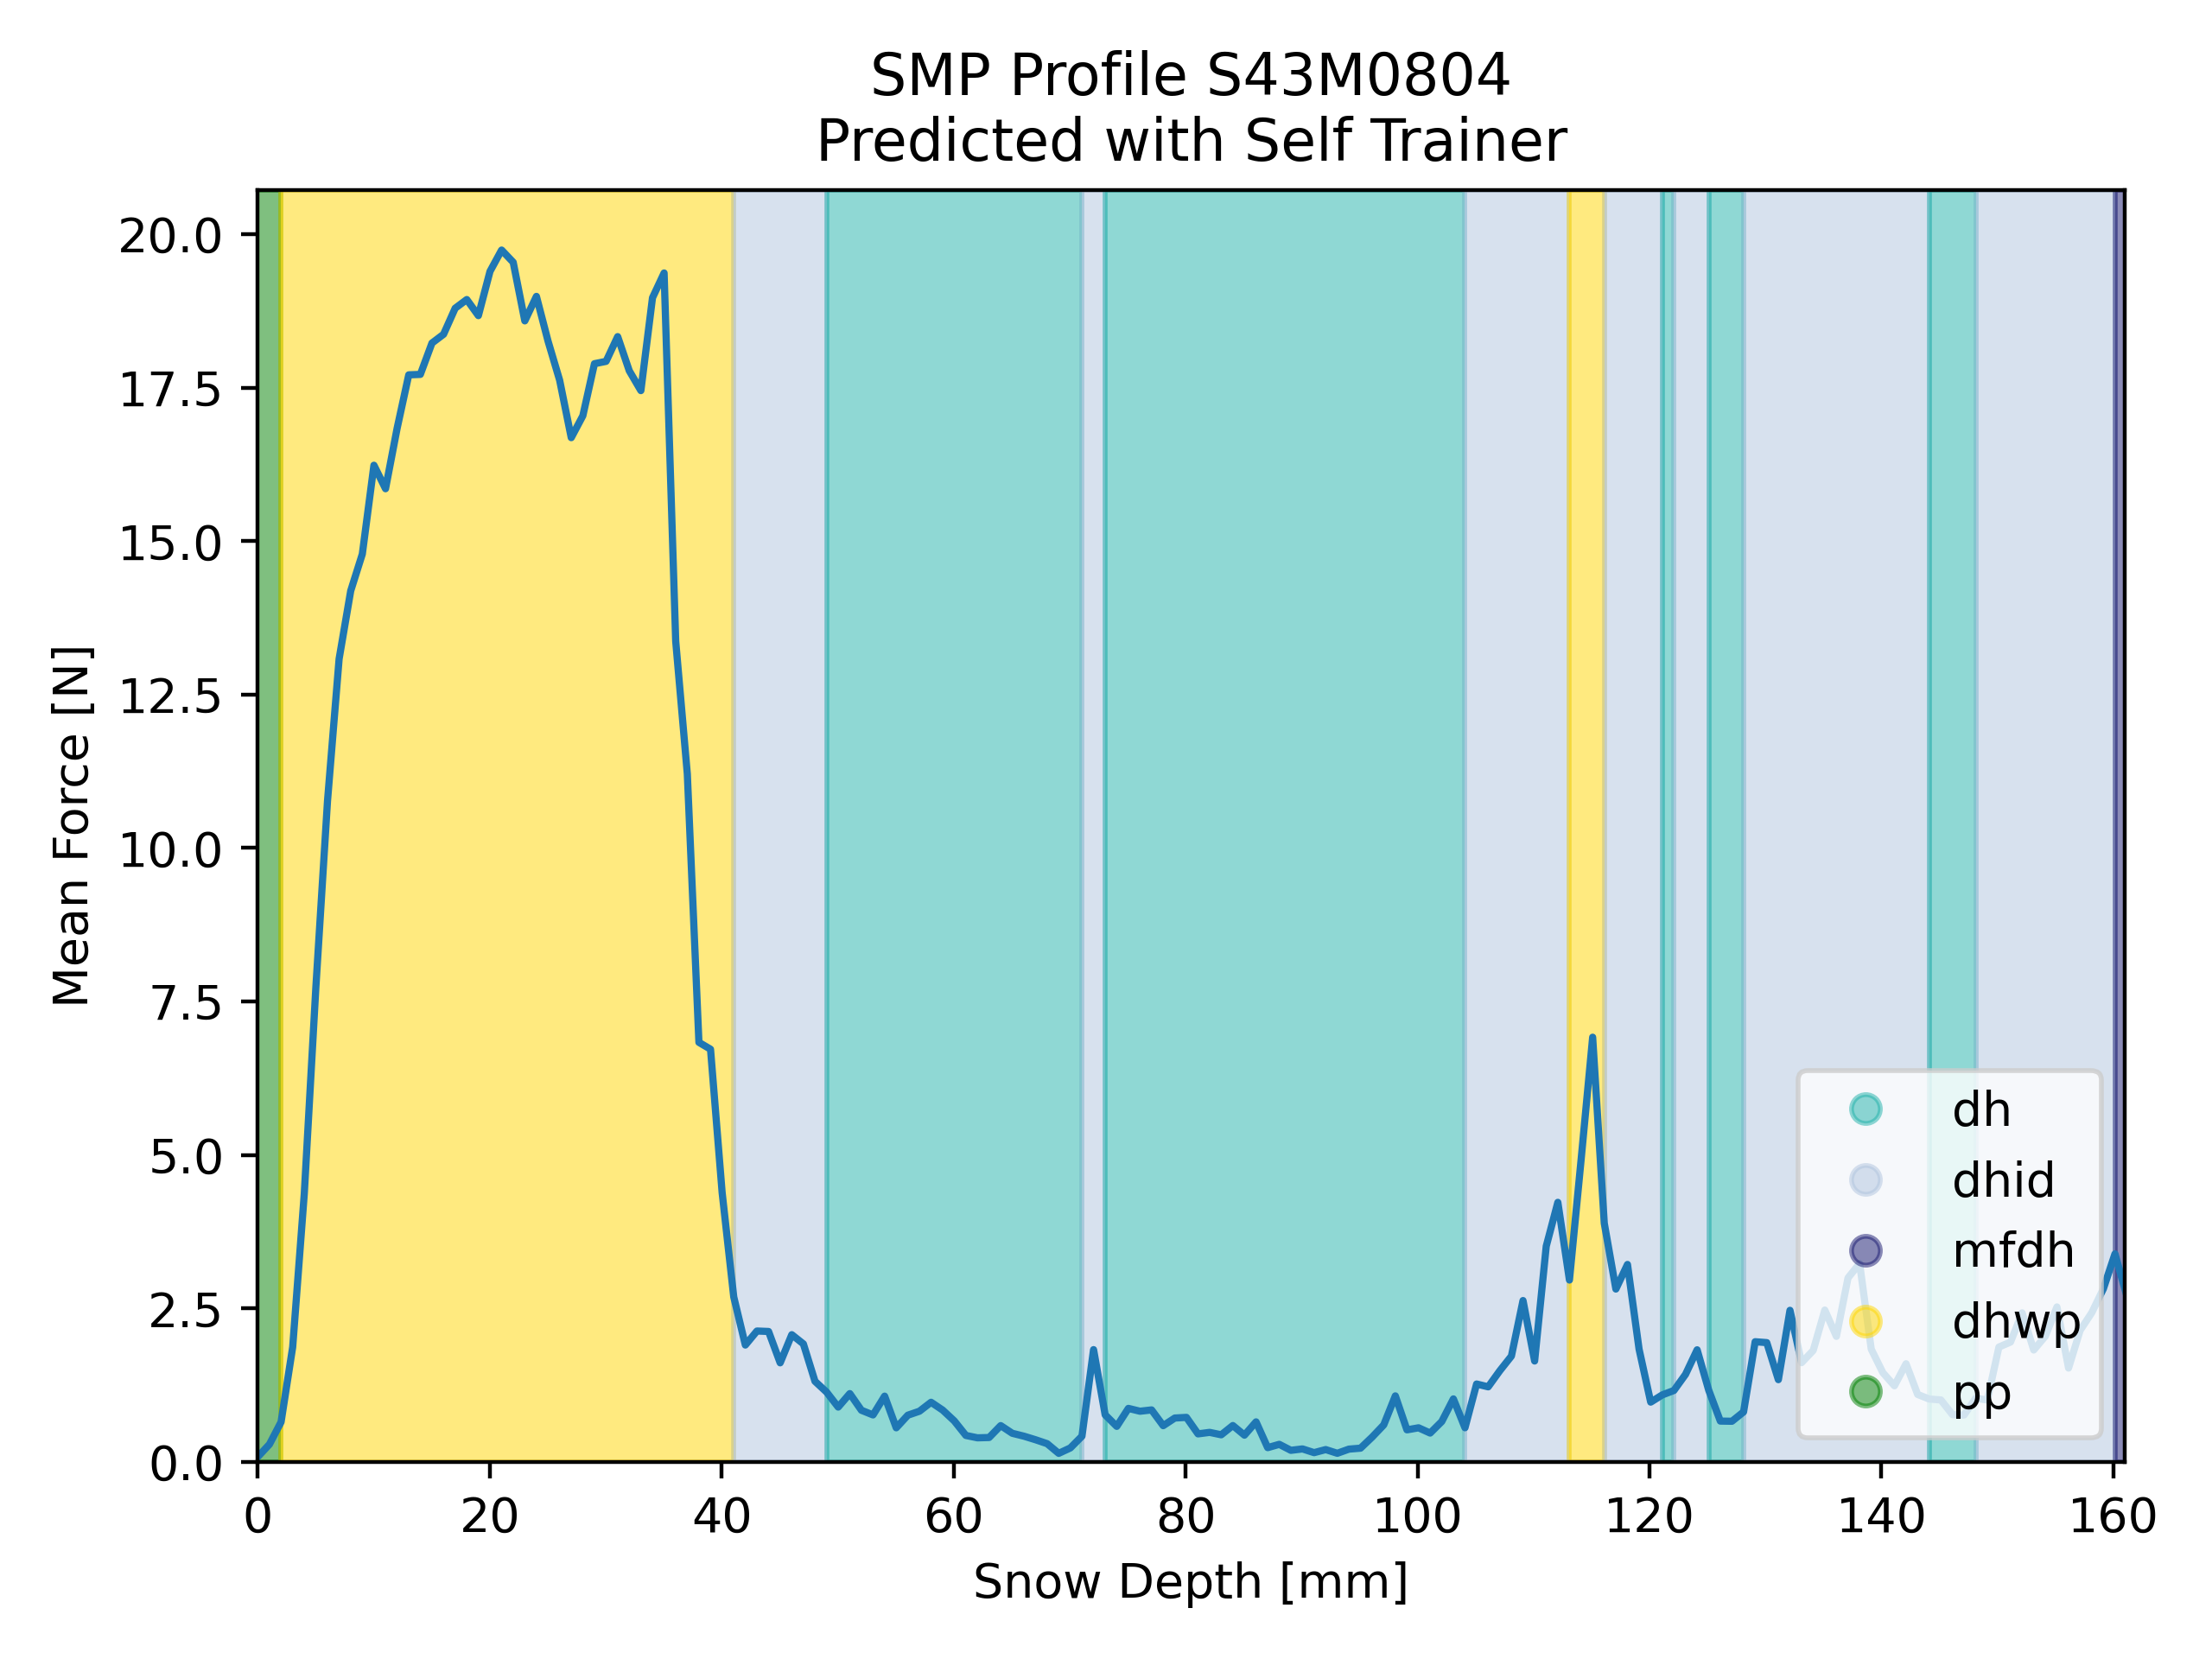 SMP Profile S43M0804
Predicted with Self Trainer
Mean Force [N]
20.0
17.5
15.0
12.5
10.0
7.5
5.0
2.5
0.0
dh
dhid
mfdh
dhwp
pp
0 20 40 60 80 100 120 140 160
Snow Depth [mm]